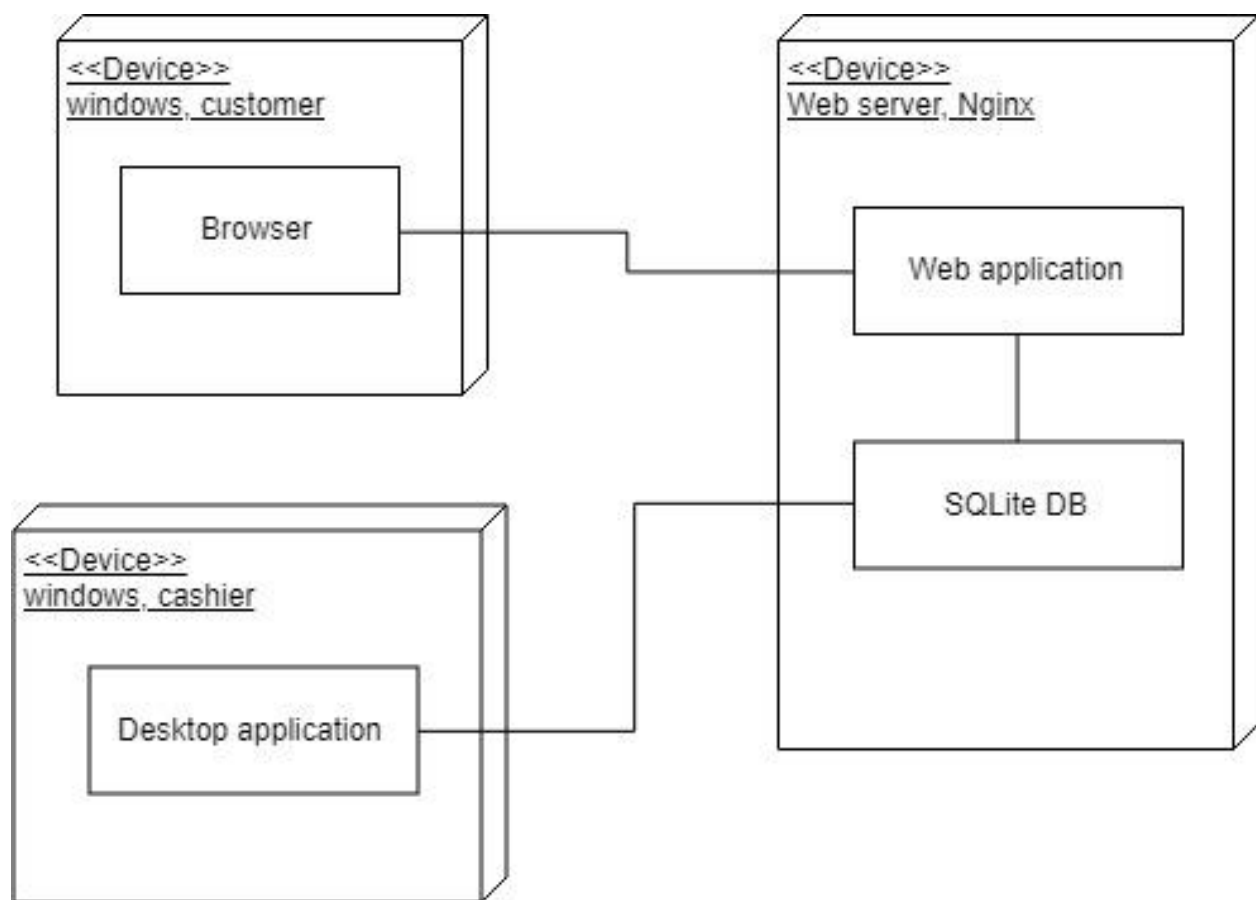 <<Device>>
windows, customer
Browser
<<Device>>
Web server, Nginx
Web application
SQLite DB
<<Device>>
windows, cashier
Desktop application